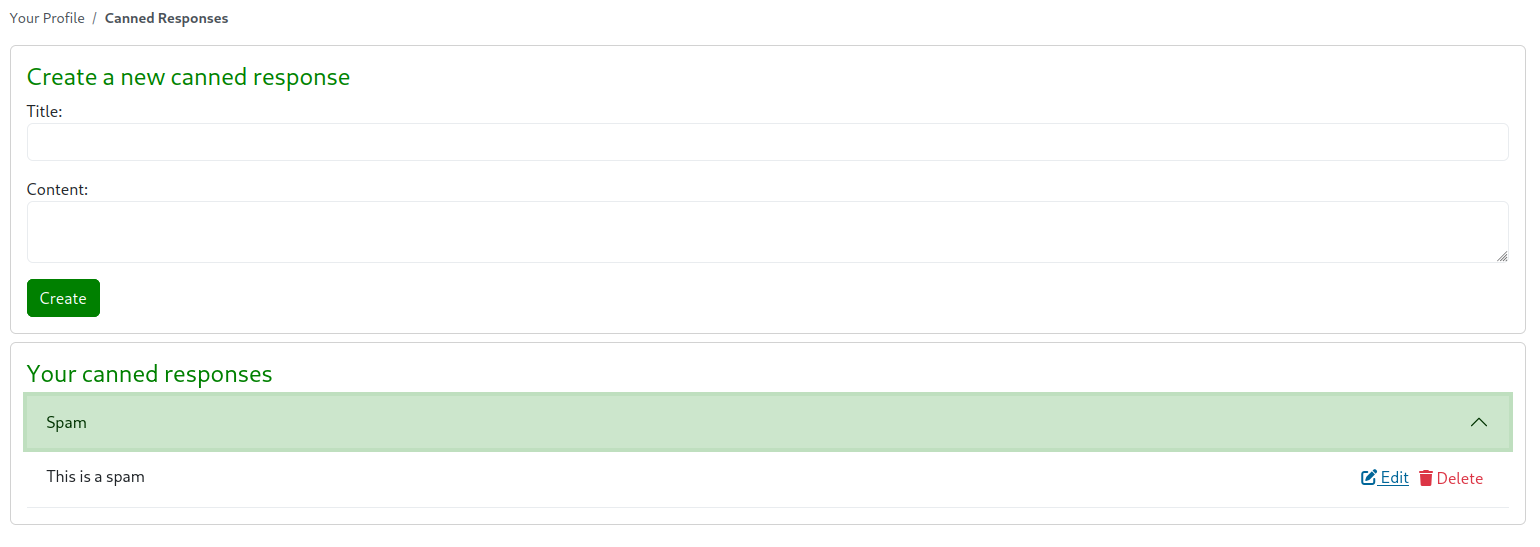 Your Profile / Canned Responses
Create a new canned response
Title:
Content:
Create
Your canned responses
Spam
This is a spam Edit Delete